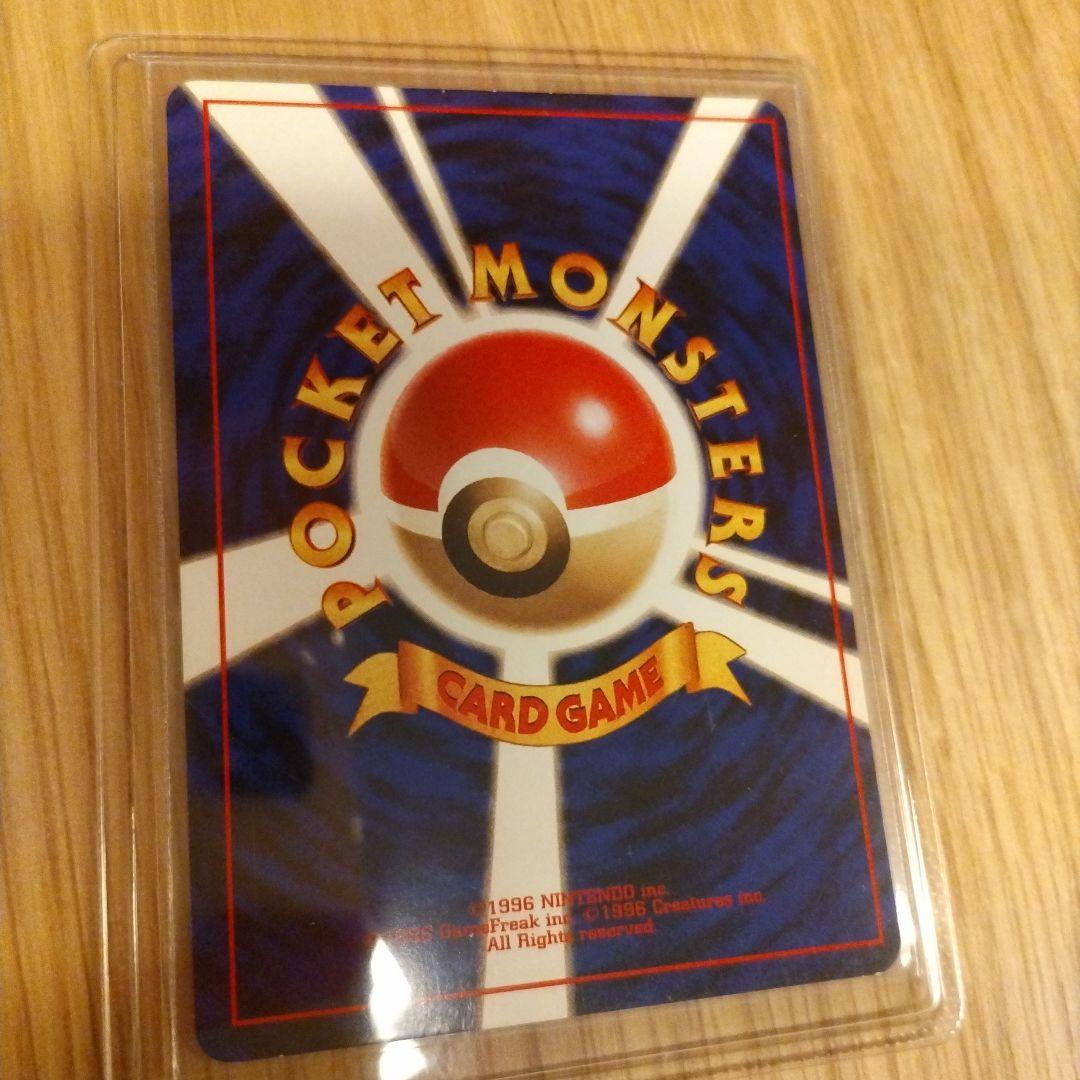 POCKET MONSTERS
CARD GAME
©1996 NINTENDO inc.
GameFreak inc. ©1996 Creatures inc.
All Rights reserved.